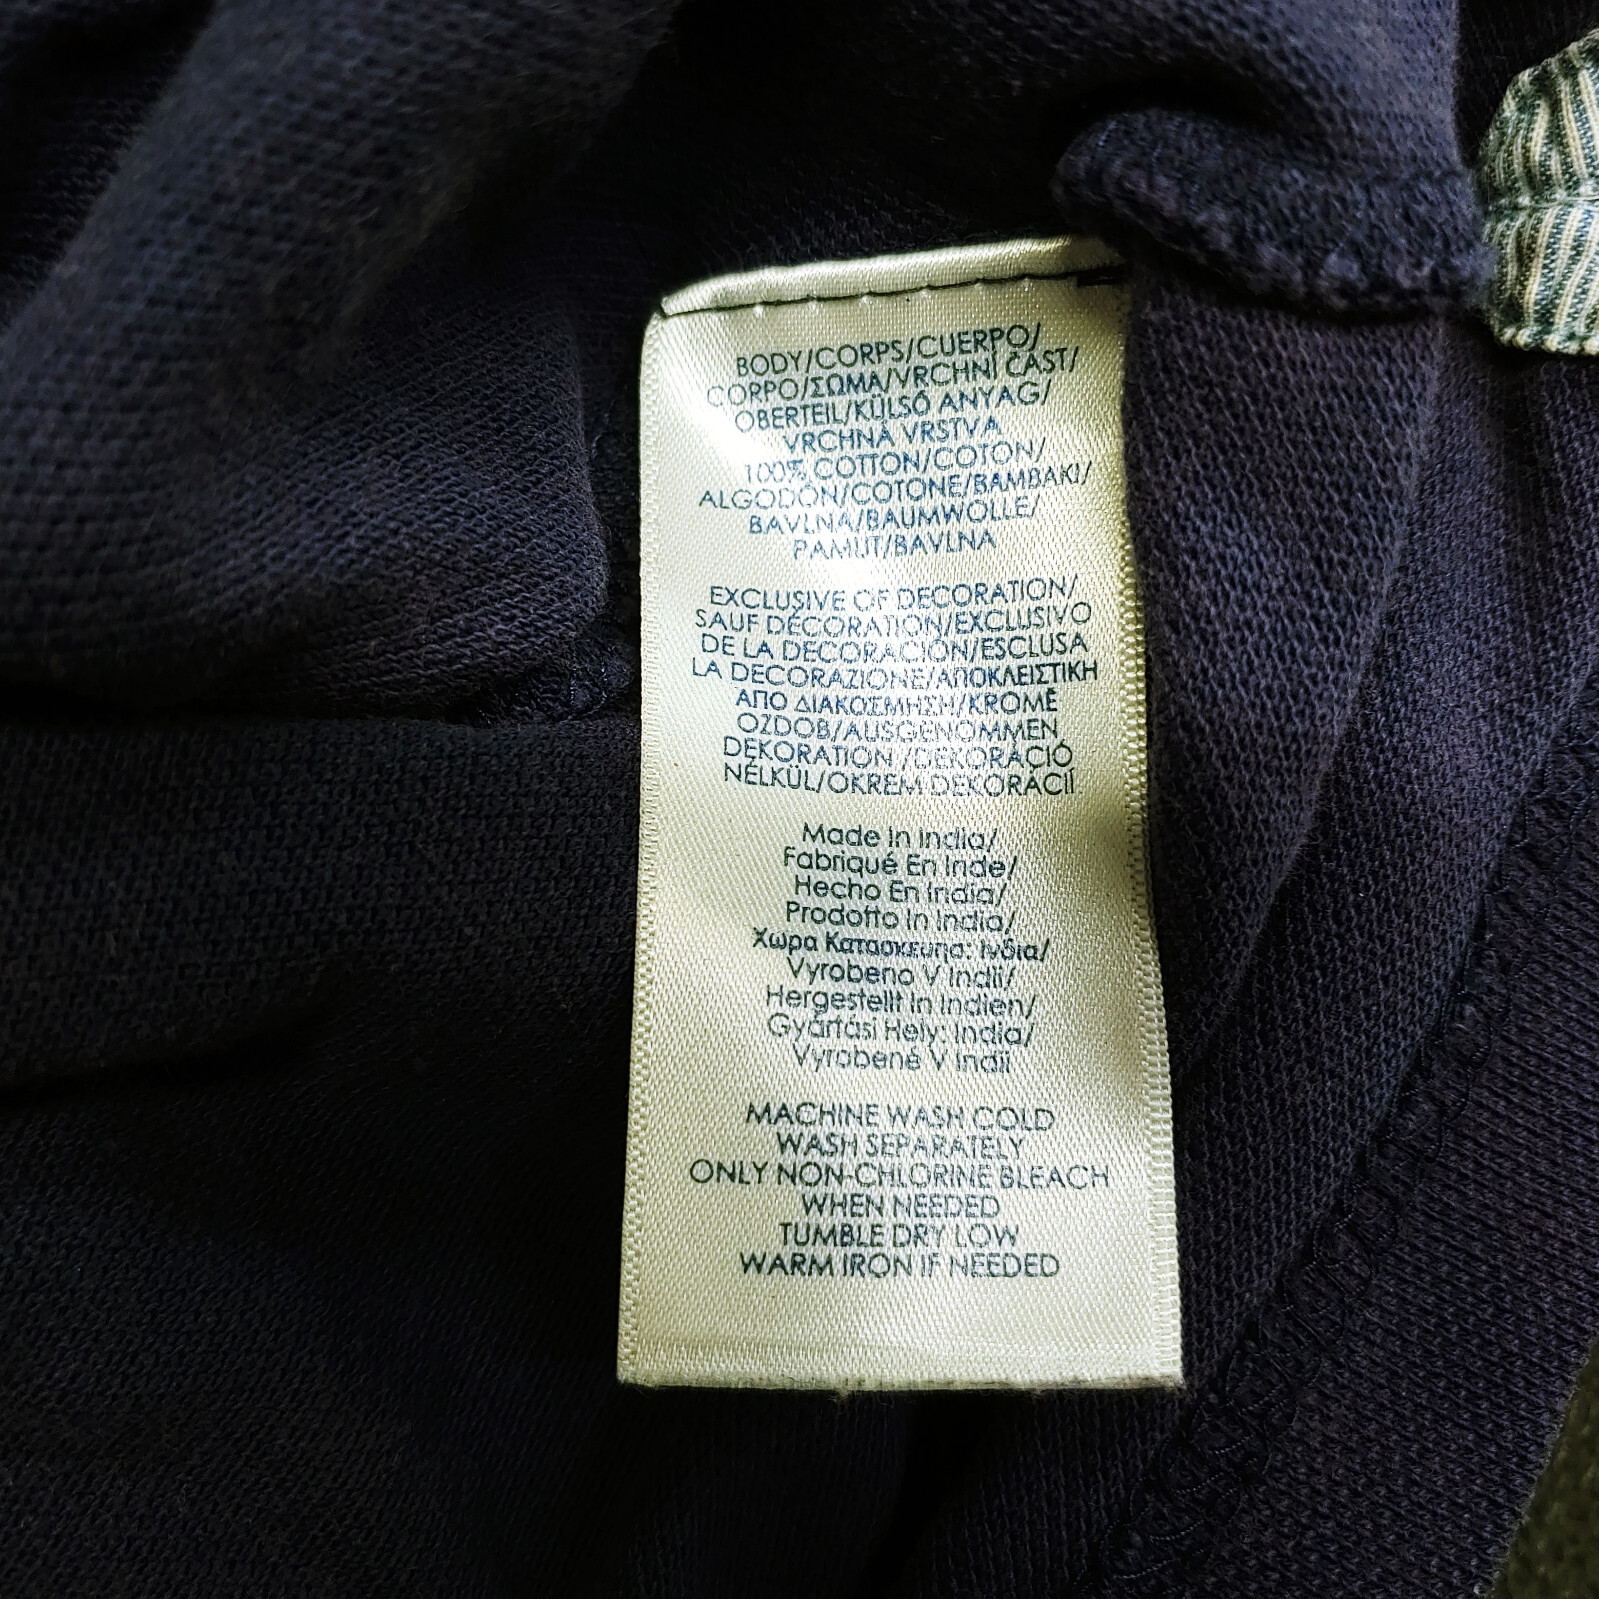 BODY/CORPS/CUERPO/
CORPO/ΣΩΜΑ/VRCHNÍ ČÁST/
OBERTEIL/KÜLSŐ ANYAG/
VRCHNÁ VRSTVA
100% COTTON/COTON/
ALGODÓN/COTONE/BAMBAKI/
BAVLNA/BAUMWOLLE/
PAMUT/BAVLNA
EXCLUSIVE OF DECORATION/
SAUF DÉCORATION/EXCLUSIVO
DE LA DECORACIÓN/ESCLUSA
LA DECORAZIONE/ΑΠΟΚΛΕΙΣΤΙΚΗ
ΑΠΟ ΔΙΑΚΟΣΜΗΣΗ/KROMĚ
OZDOB/AUSGENOMMEN
DEKORATION /DEKORÁCIÓ
NÉLKÜL/OKREM DEKORÁCIÍ
Made In India/
Fabriqué En Inde/
Hecho En India/
Prodotto In India/
Χώρα Κατασκευης: Ινδία/
Vyrobeno V Indii/
Hergestellt In Indien/
Gyártási Hely: India/
Vyrobené V Indii
MACHINE WASH COLD
WASH SEPARATELY
ONLY NON-CHLORINE BLEACH
WHEN NEEDED
TUMBLE DRY LOW
WARM IRON IF NEEDED